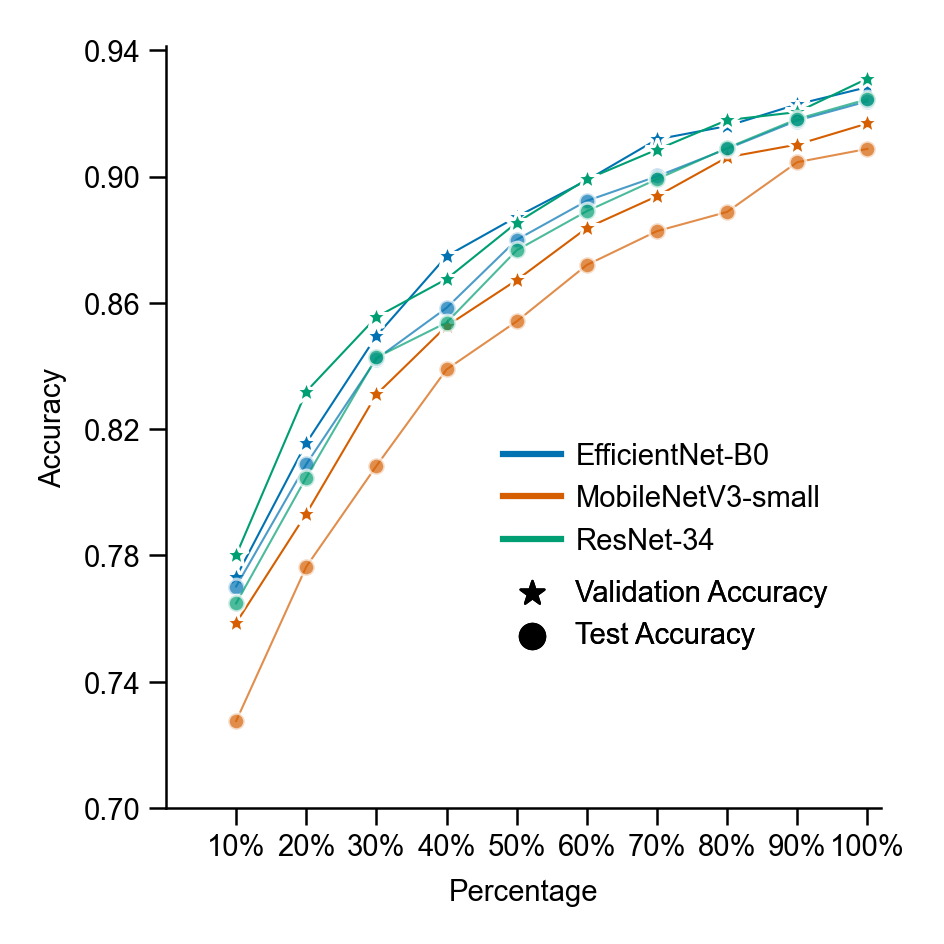 0.94
0.90
0.86
0.82
0.78
0.74
0.70
Accuracy
EfficientNet-B0
MobileNetV3-small
ResNet-34
Validation Accuracy
Test Accuracy
10% 20% 30% 40% 50% 60% 70% 80% 90% 100%
Percentage